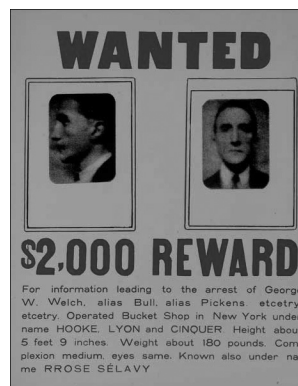 WANTED
$2,000 REWARD
For information leading to the arrest of Georg
W. Welch, alias Bull, alias Pickens. etcetry,
etcetry. Operated Bucket Shop in New York unde
name HOOKE, LYON and CINQUER. Height abou
5 feet 9 inches. Weight about 180 pounds. Com
plexion medium, eyes same. Known also under na
me RROSE SÉLAVY